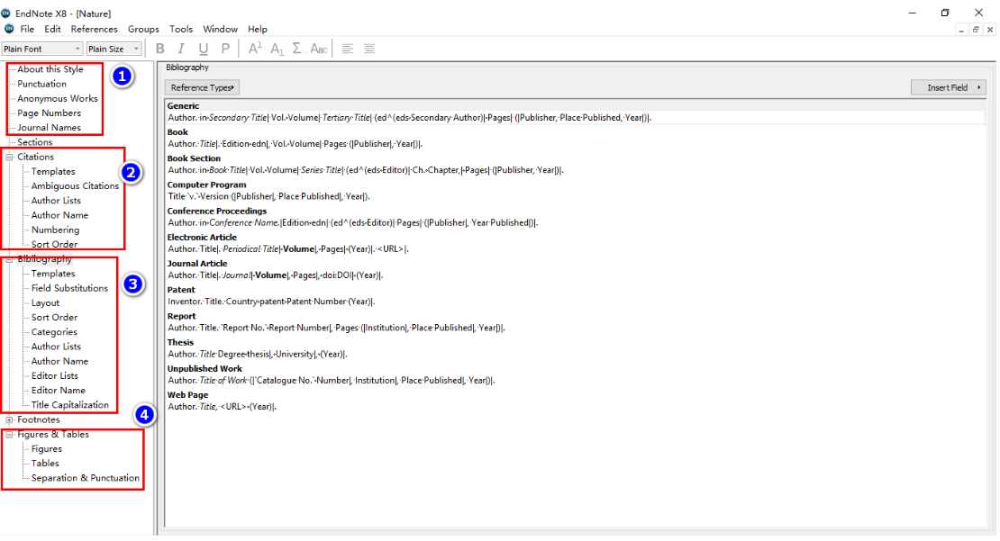 EndNote X8 - [Nature]
File Edit References Groups Tools Window Help
Plain Font Plain Size B I U P A¹ A₁ Σ ABC
About this Style
Punctuation
Anonymous Works
Page Numbers
Journal Names
1
Sections
Citations
Templates
Ambiguous Citations
Author Lists
Author Name
Numbering
Sort Order
2
Bibliography
Templates
Field Substitutions
Layout
Sort Order
Categories
Author Lists
Author Name
Editor Lists
Editor Name
Title Capitalization
3
Footnotes
4
Figures & Tables
Figures
Tables
Separation & Punctuation
Bibliography
Reference Types Insert Field
Generic
Author.·in·Secondary·Title|·Vol.·Volume|·Tertiary·Title|·(ed^(eds·Secondary·Author)|·Pages|·(|Publisher,·Place·Published,·Year|)|.
Book
Author.·Title|.·Edition·edn|,·Vol.·Volume|·Pages·(|Publisher|,·Year|)|.
Book Section
Author.·in·Book·Title|·Vol.·Volume|·Series·Title|·(ed^(eds·Editor)|·Ch.·Chapter,|·Pages|·(|Publisher,·Year|)|.
Computer Program
Title·`v.`·Version·(|Publisher|,·Place·Published|,·Year|).
Conference Proceedings
Author.·in·Conference·Name.|Edition·edn|·(ed^(eds·Editor)|·Pages|·(|Publisher|,·Year·Published|)|.
Electronic Article
Author.·Title|.·Periodical·Title|·Volume|,·Pages|·(Year)|.·<URL>|.
Journal Article
Author.·Title|.·Journal|·Volume|,·Pages|,·doi:DOI|·(Year)|.
Patent
Inventor.·Title.·Country·patent·Patent·Number·(Year)|.
Report
Author.·Title.·`Report·No.`·Report·Number|,·Pages·(|Institution|,·Place·Published|,·Year|)|.
Thesis
Author.·Title·Degree·thesis|,·University|,·(Year)|.
Unpublished Work
Author.·Title·of·Work·(|`Catalogue·No.`·Number|,·Institution|,·Place·Published|,·Year|)|.
Web Page
Author.·Title,·<URL>·(Year)|.